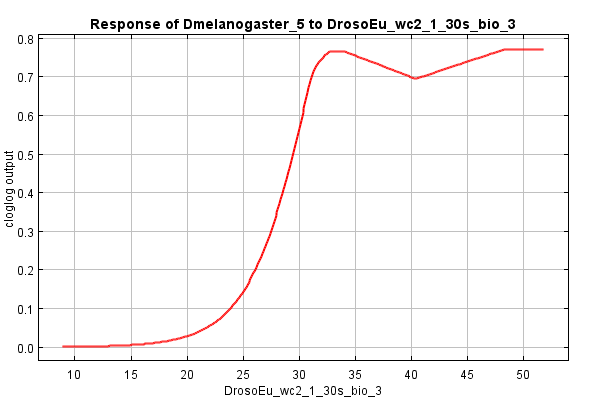 Response of Dmelanogaster_5 to DrosoEu_wc2_1_30s_bio_3
0.8
0.7
0.6
0.5
0.4
0.3
0.2
0.1
0.0
cloglog output
10 15 20 25 30 35 40 45 50
DrosoEu_wc2_1_30s_bio_3